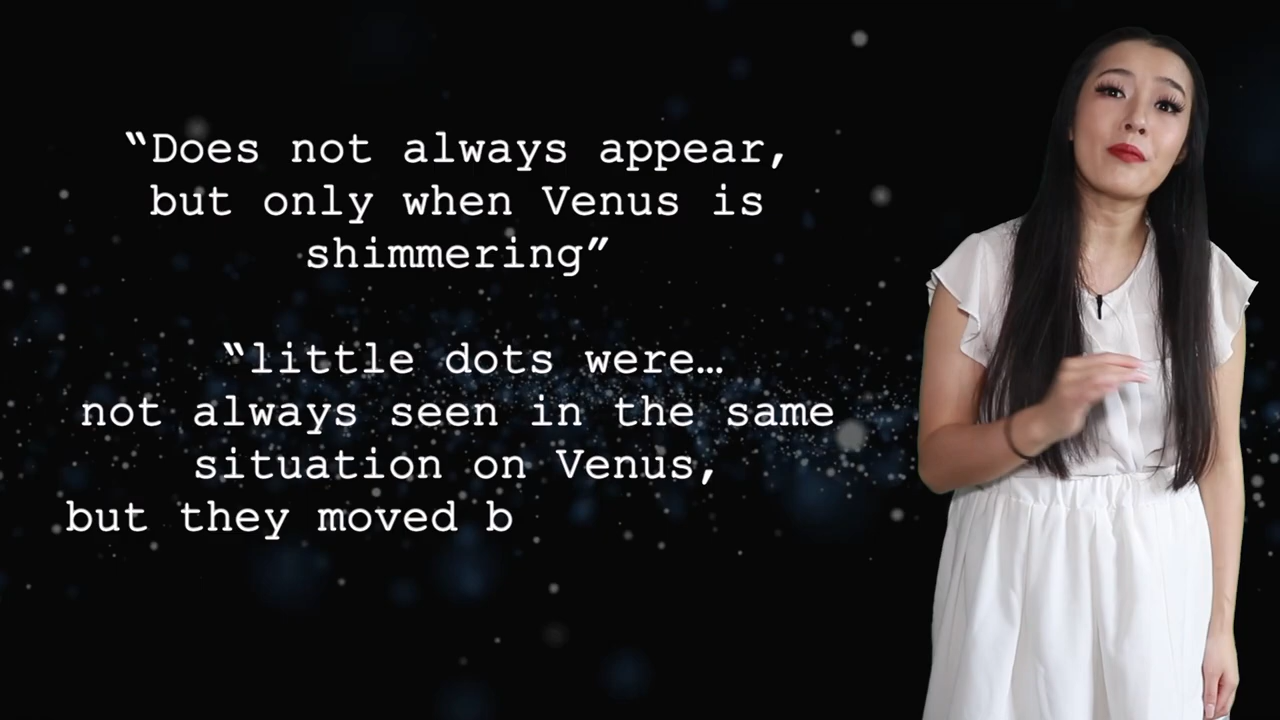 “Does not always appear,
but only when Venus is
shimmering”
“little dots were…
not always seen in the same
situation on Venus,
but they moved b